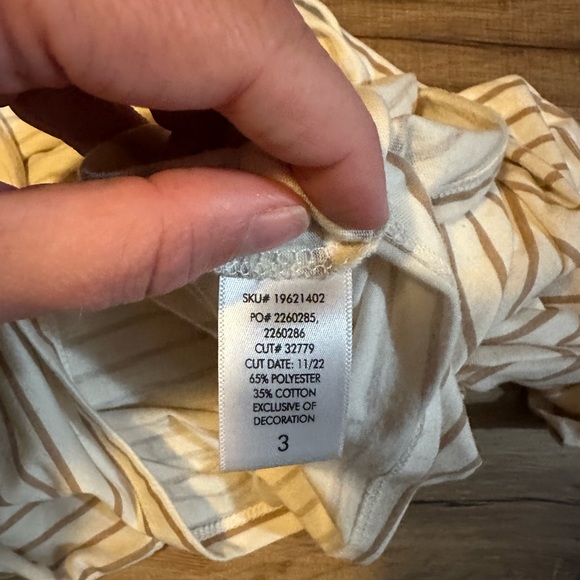 SKU# 19621402
PO# 2260285,
2260286
CUT# 32779
CUT DATE: 11/22
65% POLYESTER
35% COTTON
EXCLUSIVE OF
DECORATION
3